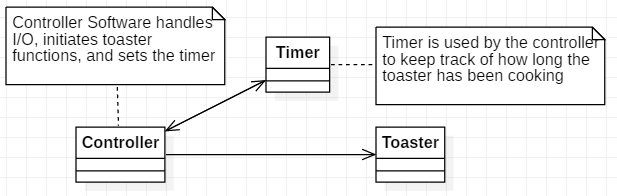 Controller Software handles
I/O, initiates toaster
functions, and sets the timer
Timer
Timer is used by the controller
to keep track of how long the
toaster has been cooking
Controller
Toaster